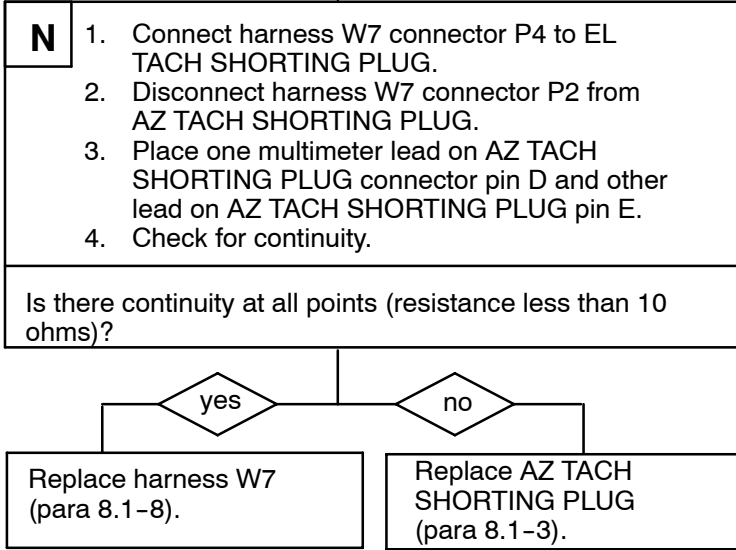 N
1. Connect harness W7 connector P4 to EL
TACH SHORTING PLUG.
2. Disconnect harness W7 connector P2 from
AZ TACH SHORTING PLUG.
3. Place one multimeter lead on AZ TACH
SHORTING PLUG connector pin D and other
lead on AZ TACH SHORTING PLUG pin E.
4. Check for continuity.
Is there continuity at all points (resistance less than 10
ohms)?
yes
no
Replace harness W7
(para 8.1-8).
Replace AZ TACH
SHORTING PLUG
(para 8.1-3).